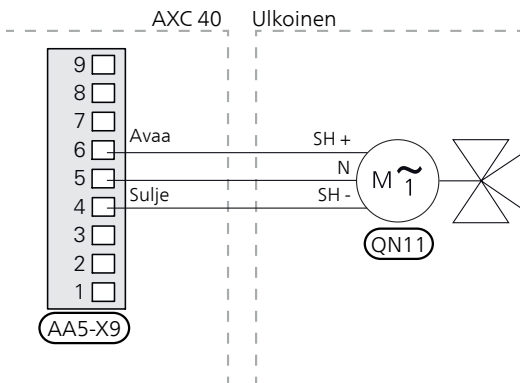 AXC 40 Ulkoinen
9
8
7
Avaa
6
SH +
5
N
4
Sulje
SH -
3
2
1
M ~ 1
QN11
AA5-X9